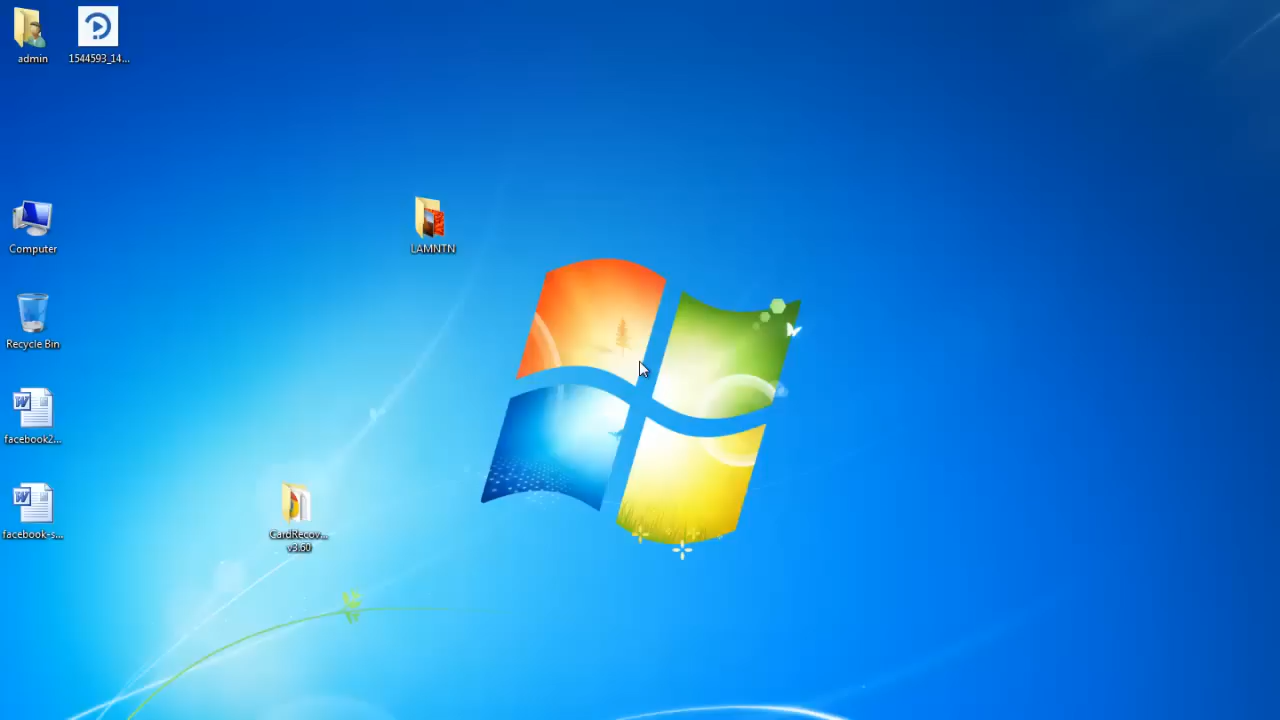 admin
1544593_14...
Computer
LAMNTN
Recycle Bin
facebook2...
facebook-s...
CardRecov...
v3.60